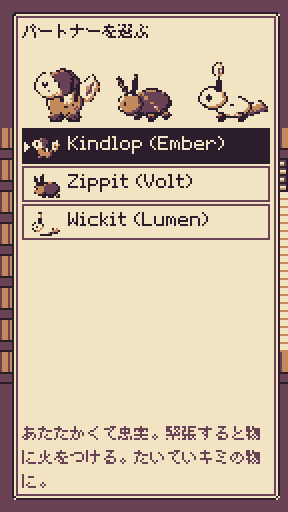 パートナーを選ぶ
Kindlop (Ember)
Zippit (Volt)
Wickit (Lumen)
あたたかくて忠実。緊張すると物
に火をつける。たいていキミの物
に。